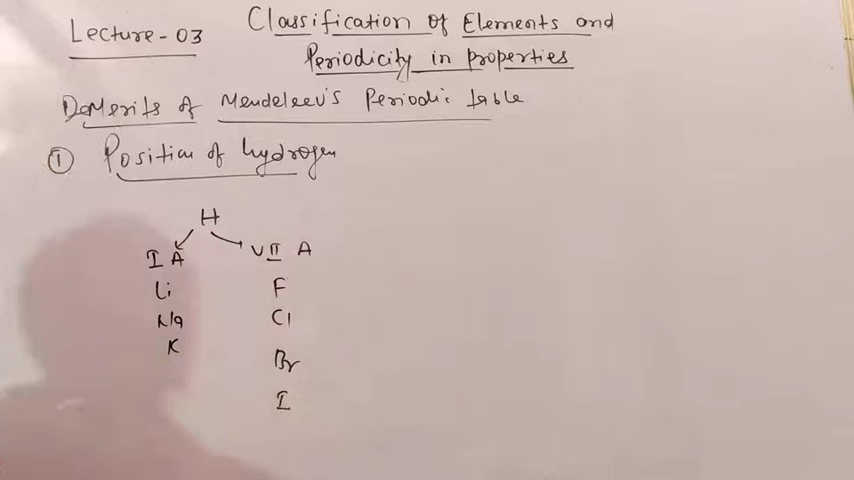 Lecture-03 Classification of Elements and
Periodicity in properties
DeMerits of Mendeleev's Periodic table
① Position of hydrogen
H
I A VII A
Li F
Na Cl
K Br
I